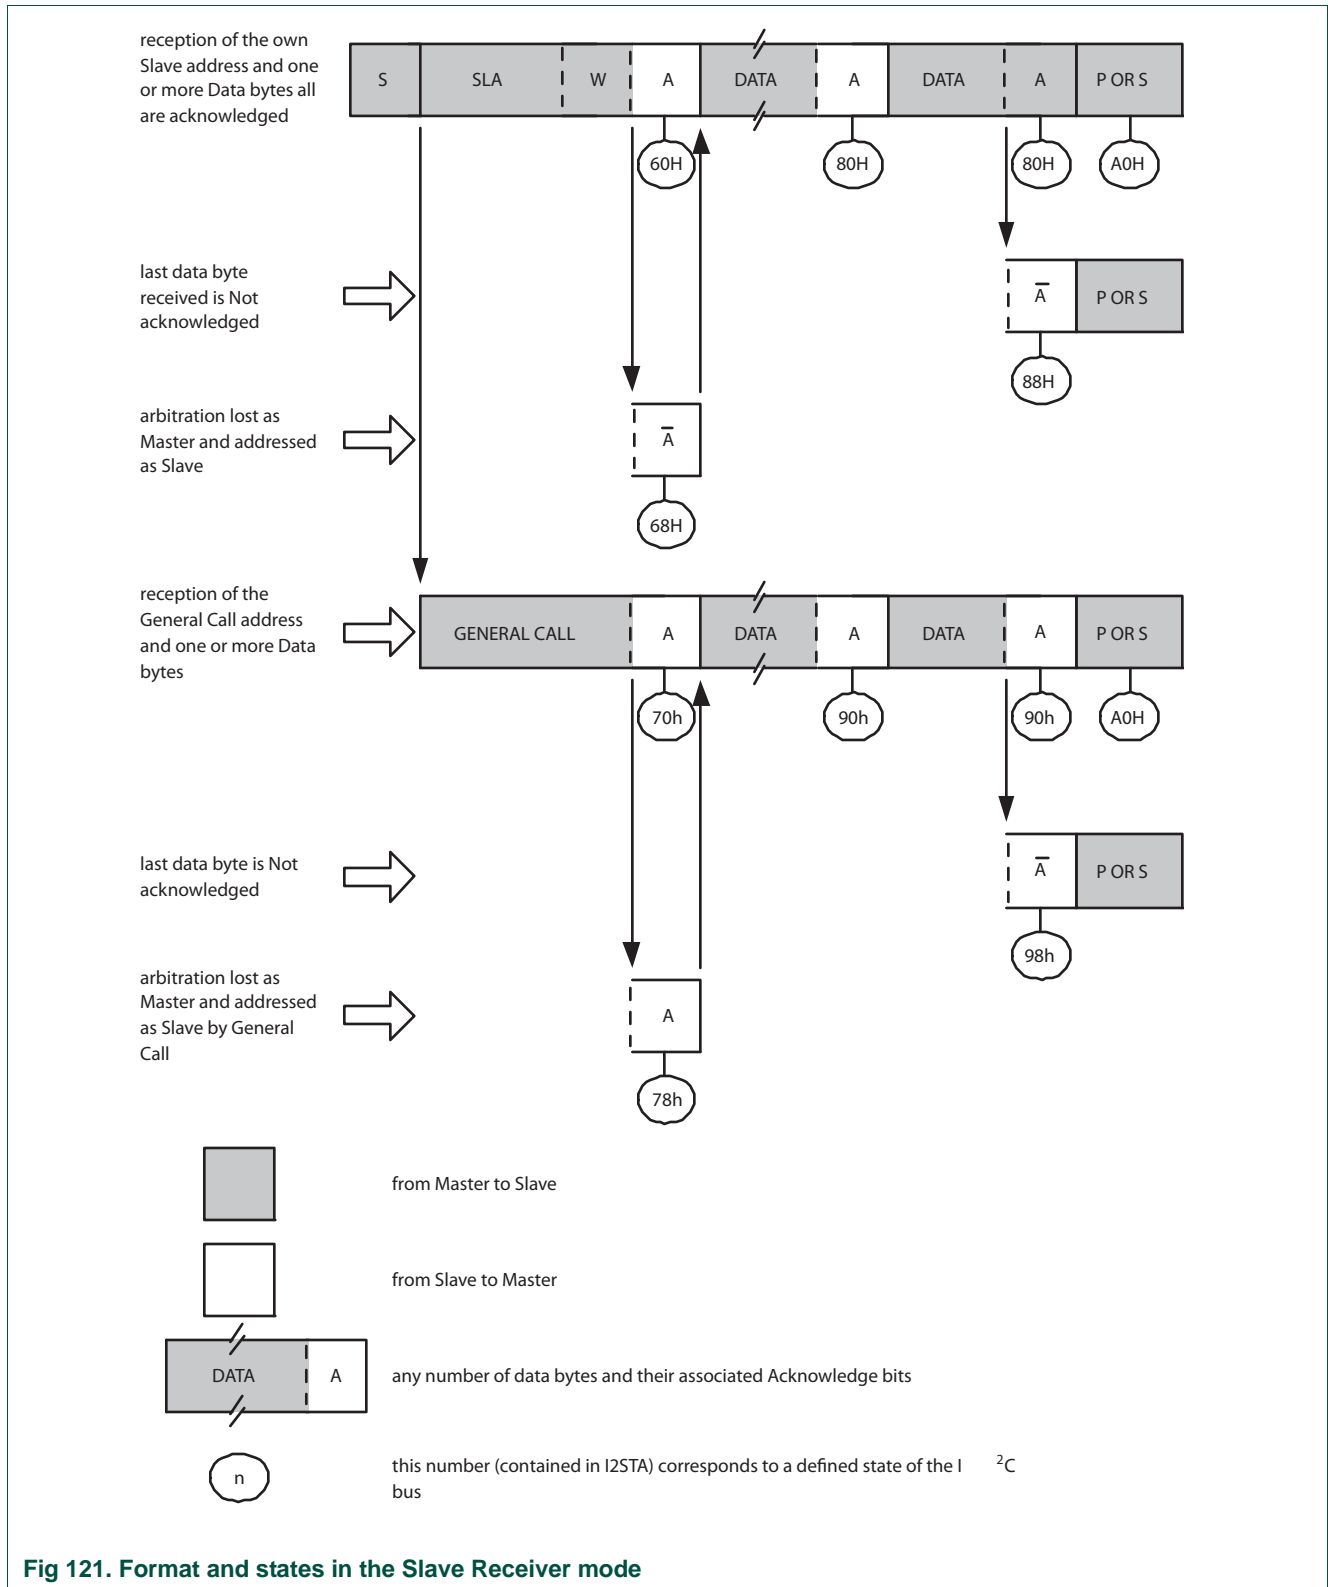 reception of the own
Slave address and one
or more Data bytes all
are acknowledged
S SLA W A DATA A DATA A P OR S
60H 80H 80H A0H
last data byte
received is Not
acknowledged
A̅ P OR S
88H
arbitration lost as
Master and addressed
as Slave
A̅
68H
reception of the
General Call address
and one or more Data
bytes
GENERAL CALL A DATA A DATA A P OR S
70h 90h 90h A0H
last data byte is Not
acknowledged
A̅ P OR S
98h
arbitration lost as
Master and addressed
as Slave by General
Call
A
78h
from Master to Slave
from Slave to Master
DATA A any number of data bytes and their associated Acknowledge bits
n this number (contained in I2STA) corresponds to a defined state of the I ²C
bus
Fig 121. Format and states in the Slave Receiver mode